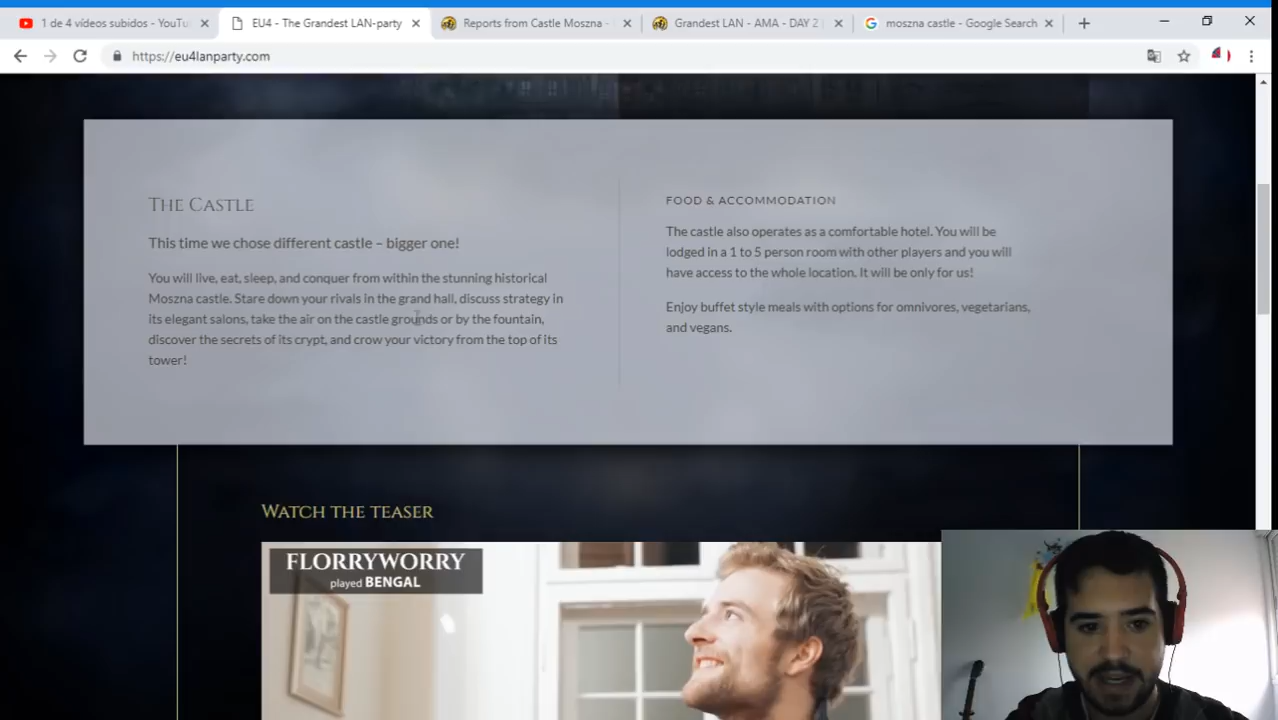 1 de 4 vídeos subidos - YouTu
EU4 - The Grandest LAN-party
Reports from Castle Moszna -
Grandest LAN - AMA - DAY 2
moszna castle - Google Search
https://eu4lanparty.com
The Castle
This time we chose different castle – bigger one!
You will live, eat, sleep, and conquer from within the stunning historical
Moszna castle. Stare down your rivals in the grand hall, discuss strategy in
its elegant salons, take the air on the castle grounds or by the fountain,
discover the secrets of its crypt, and crow your victory from the top of its
tower!
FOOD & ACCOMMODATION
The castle also operates as a comfortable hotel. You will be
lodged in a 1 to 5 person room with other players and you will
have access to the whole location. It will be only for us!
Enjoy buffet style meals with options for omnivores, vegetarians,
and vegans.
Watch the teaser
FLORRYWORRY
played BENGAL